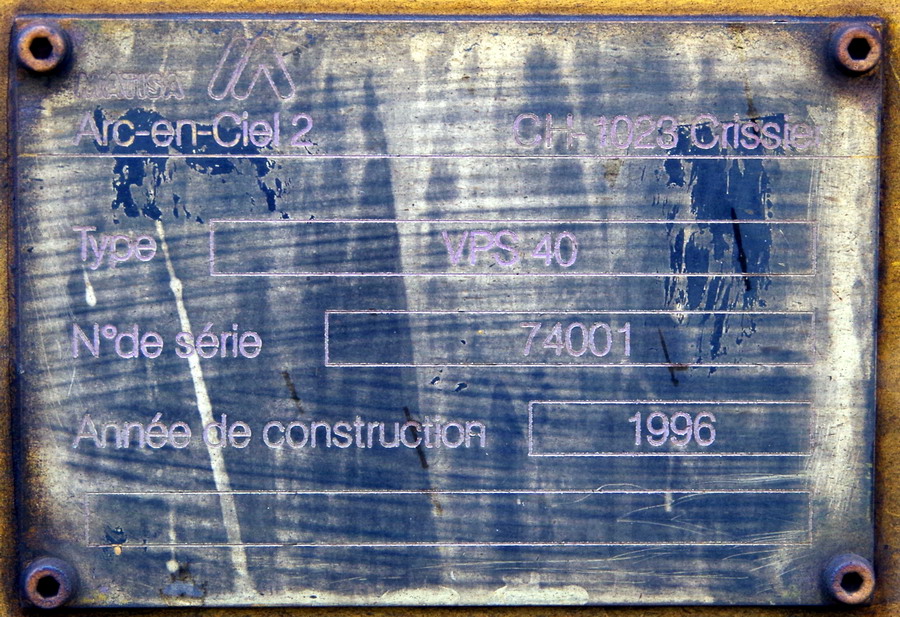 MATISA
Arc-en-Ciel 2 CH-1023 Crissier
Type VPS 40
N°de série 74001
Année de construction 1996